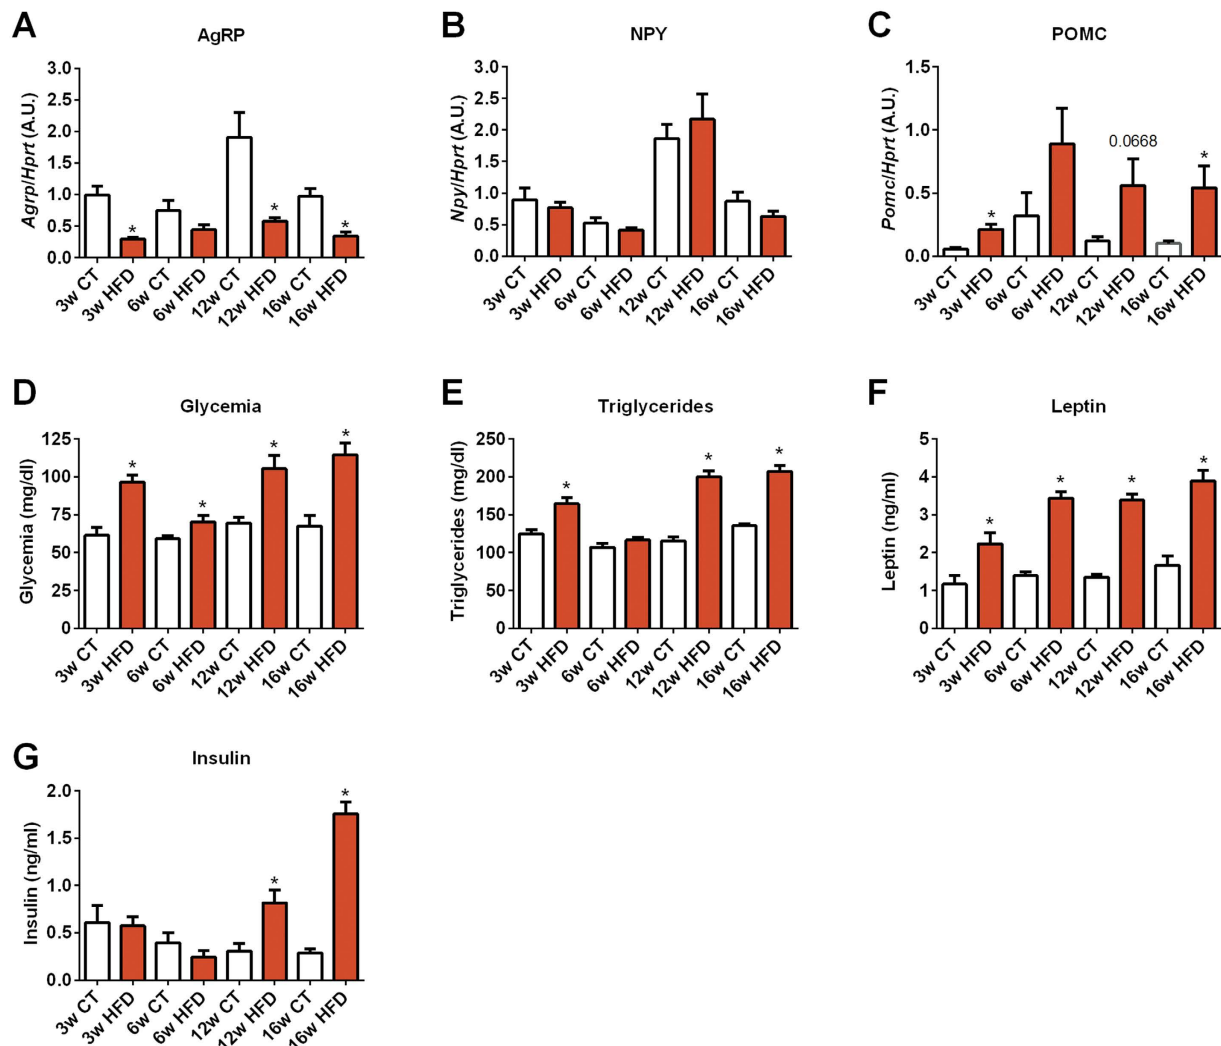 A
AgRP
Agrp/Hprt (A.U.)
3.0
2.5
2.0
1.5
1.0
0.5
0.0
*
*
*
3w CT
3w HFD
6w CT
6w HFD
12w CT
12w HFD
16w CT
16w HFD
B
NPY
Npy/Hprt (A.U.)
3.0
2.5
2.0
1.5
1.0
0.5
0.0
3w CT
3w HFD
6w CT
6w HFD
12w CT
12w HFD
16w CT
16w HFD
C
POMC
Pomc/Hprt (A.U.)
1.5
1.0
0.5
0.0
*
0.0668
*
3w CT
3w HFD
6w CT
6w HFD
12w CT
12w HFD
16w CT
16w HFD
D
Glycemia
Glycemia (mg/dl)
125
100
75
50
25
0
*
*
*
*
3w CT
3w HFD
6w CT
6w HFD
12w CT
12w HFD
16w CT
16w HFD
E
Triglycerides
Triglycerides (mg/dl)
250
200
150
100
50
0
*
*
*
3w CT
3w HFD
6w CT
6w HFD
12w CT
12w HFD
16w CT
16w HFD
F
Leptin
Leptin (ng/ml)
5
4
3
2
1
0
*
*
*
*
3w CT
3w HFD
6w CT
6w HFD
12w CT
12w HFD
16w CT
16w HFD
G
Insulin
Insulin (ng/ml)
2.0
1.5
1.0
0.5
0.0
*
*
3w CT
3w HFD
6w CT
6w HFD
12w CT
12w HFD
16w CT
16w HFD